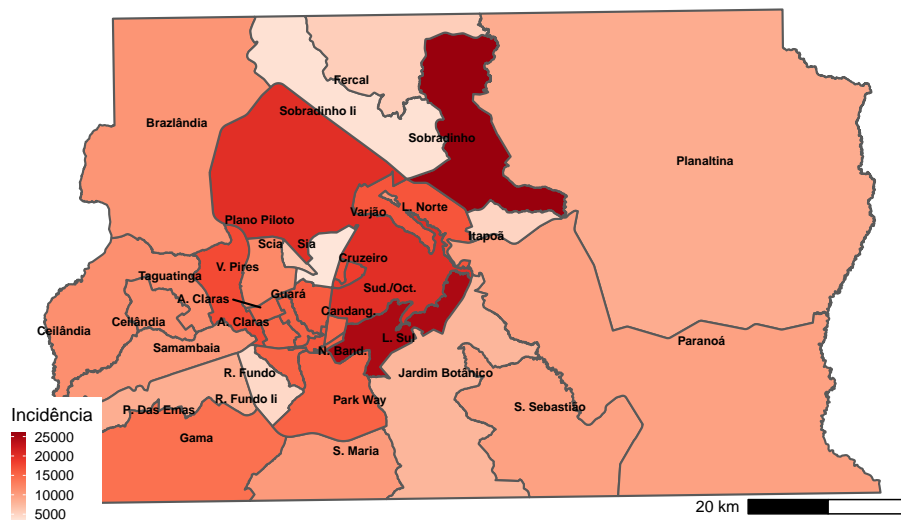 Fercal
Sobradinho Ii
Brazlândia
Sobradinho
Planaltina
L. Norte
Varjão
Plano Piloto
Itapoã
Scia
Sia
Cruzeiro
V. Pires
Taguatinga
Sud./Oct.
Guará
A. Claras
Candang.
Ceilândia
Ceilândia
A. Claras
L. Sul
Paranoá
Samambaia
N. Band.
R. Fundo
Jardim Botânico
R. Fundo Ii
Park Way
S. Sebastião
P. Das Emas
Gama
S. Maria
Incidência
25000
20000
15000
10000
5000
20 km